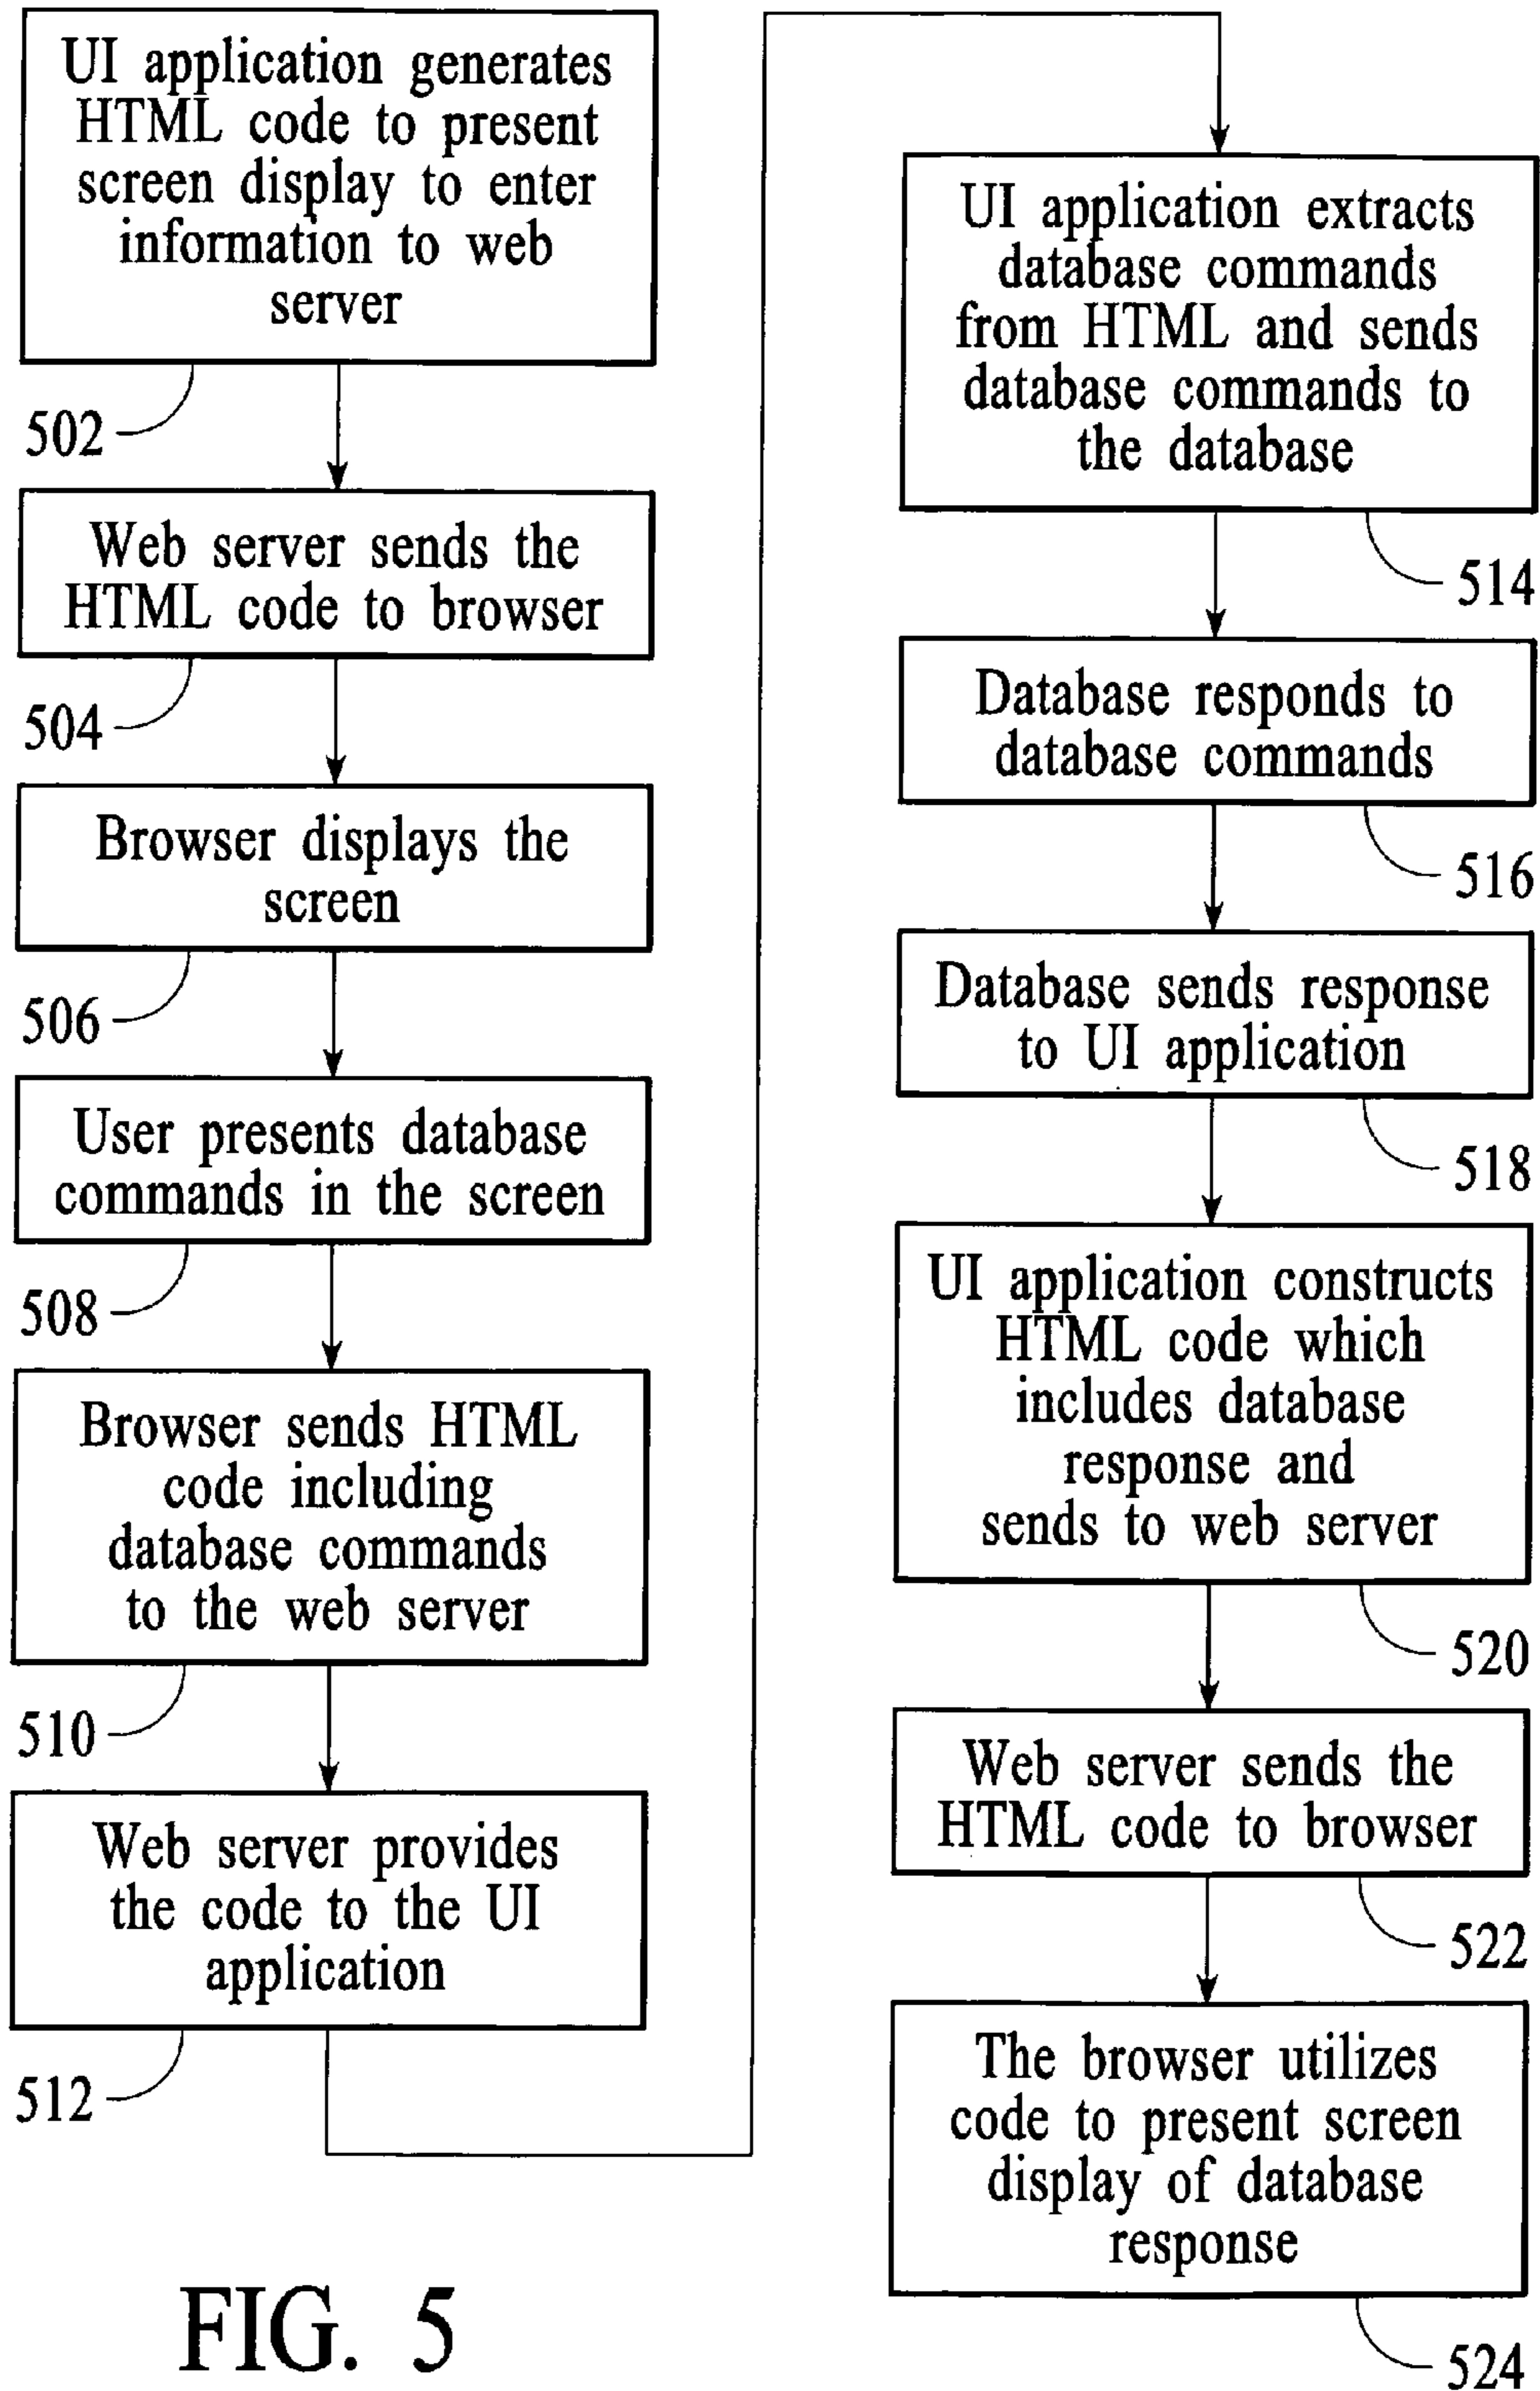 UI application generates
HTML code to present
screen display to enter
information to web
server
502
Web server sends the
HTML code to browser
504
Browser displays the
screen
506
User presents database
commands in the screen
508
Browser sends HTML
code including
database commands
to the web server
510
Web server provides
the code to the UI
application
512
UI application extracts
database commands
from HTML and sends
database commands to
the database
514
Database responds to
database commands
516
Database sends response
to UI application
518
UI application constructs
HTML code which
includes database
response and
sends to web server
520
Web server sends the
HTML code to browser
522
The browser utilizes
code to present screen
display of database
response
524
FIG. 5